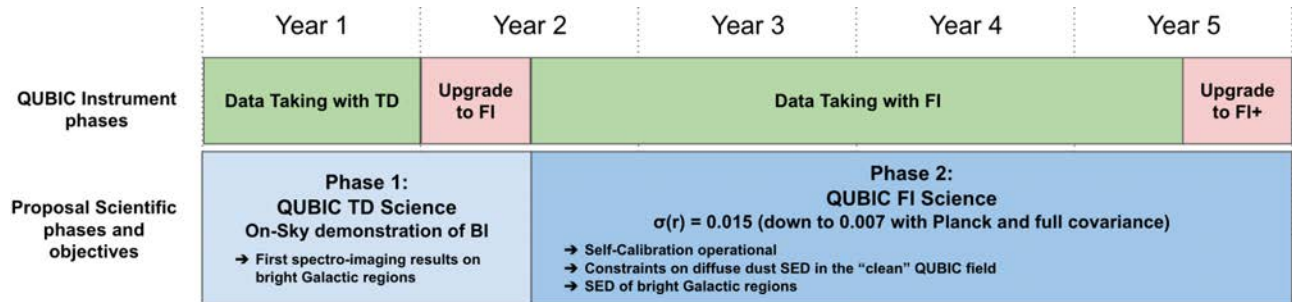 Year 1
Year 2
Year 3
Year 4
Year 5
QUBIC Instrument
phases
Data Taking with TD
Upgrade
to FI
Data Taking with FI
Upgrade
to FI+
Proposal Scientific
phases and
objectives
Phase 1:
QUBIC TD Science
On-Sky demonstration of BI
➔ First spectro-imaging results on
bright Galactic regions
Phase 2:
QUBIC FI Science
σ(r) = 0.015 (down to 0.007 with Planck and full covariance)
➔ Self-Calibration operational
➔ Constraints on diffuse dust SED in the “clean” QUBIC field
➔ SED of bright Galactic regions